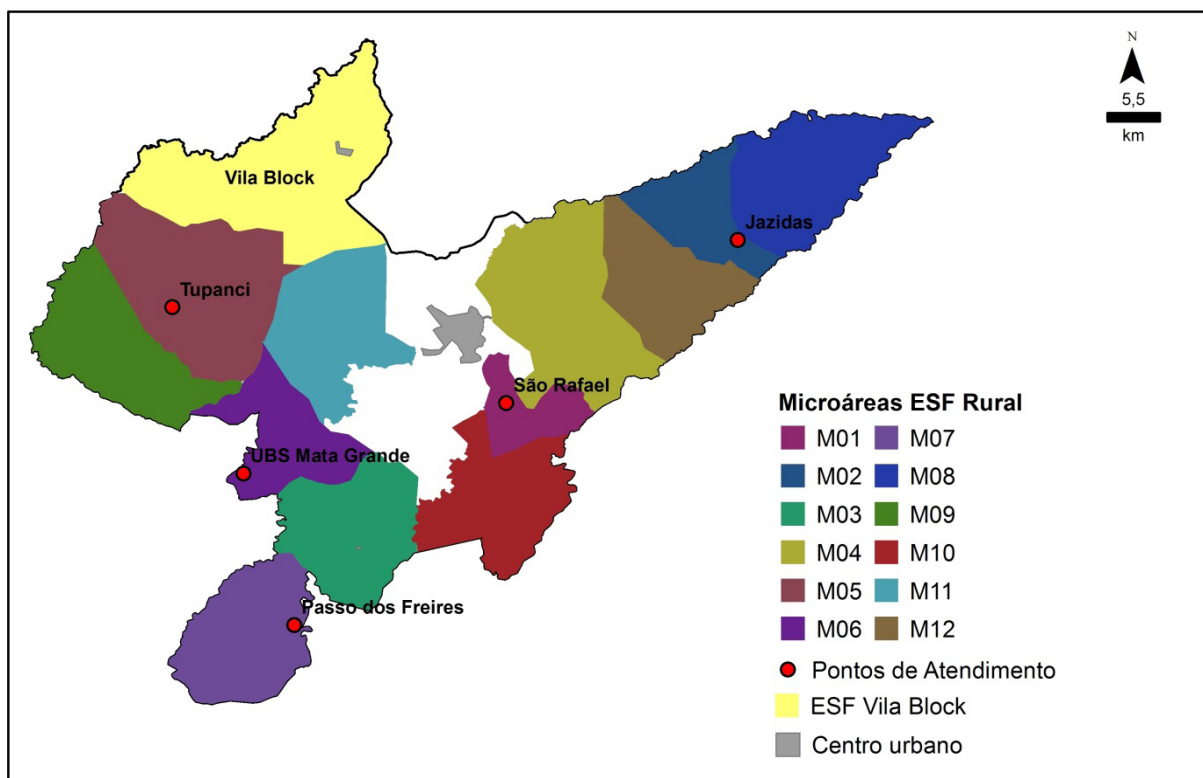 N
5,5
km
Vila Block
Jazidas
Tupanci
São Rafael
UBS Mata Grande
Passo dos Freires
Microáreas ESF Rural
M01 M07
M02 M08
M03 M09
M04 M10
M05 M11
M06 M12
Pontos de Atendimento
ESF Vila Block
Centro urbano